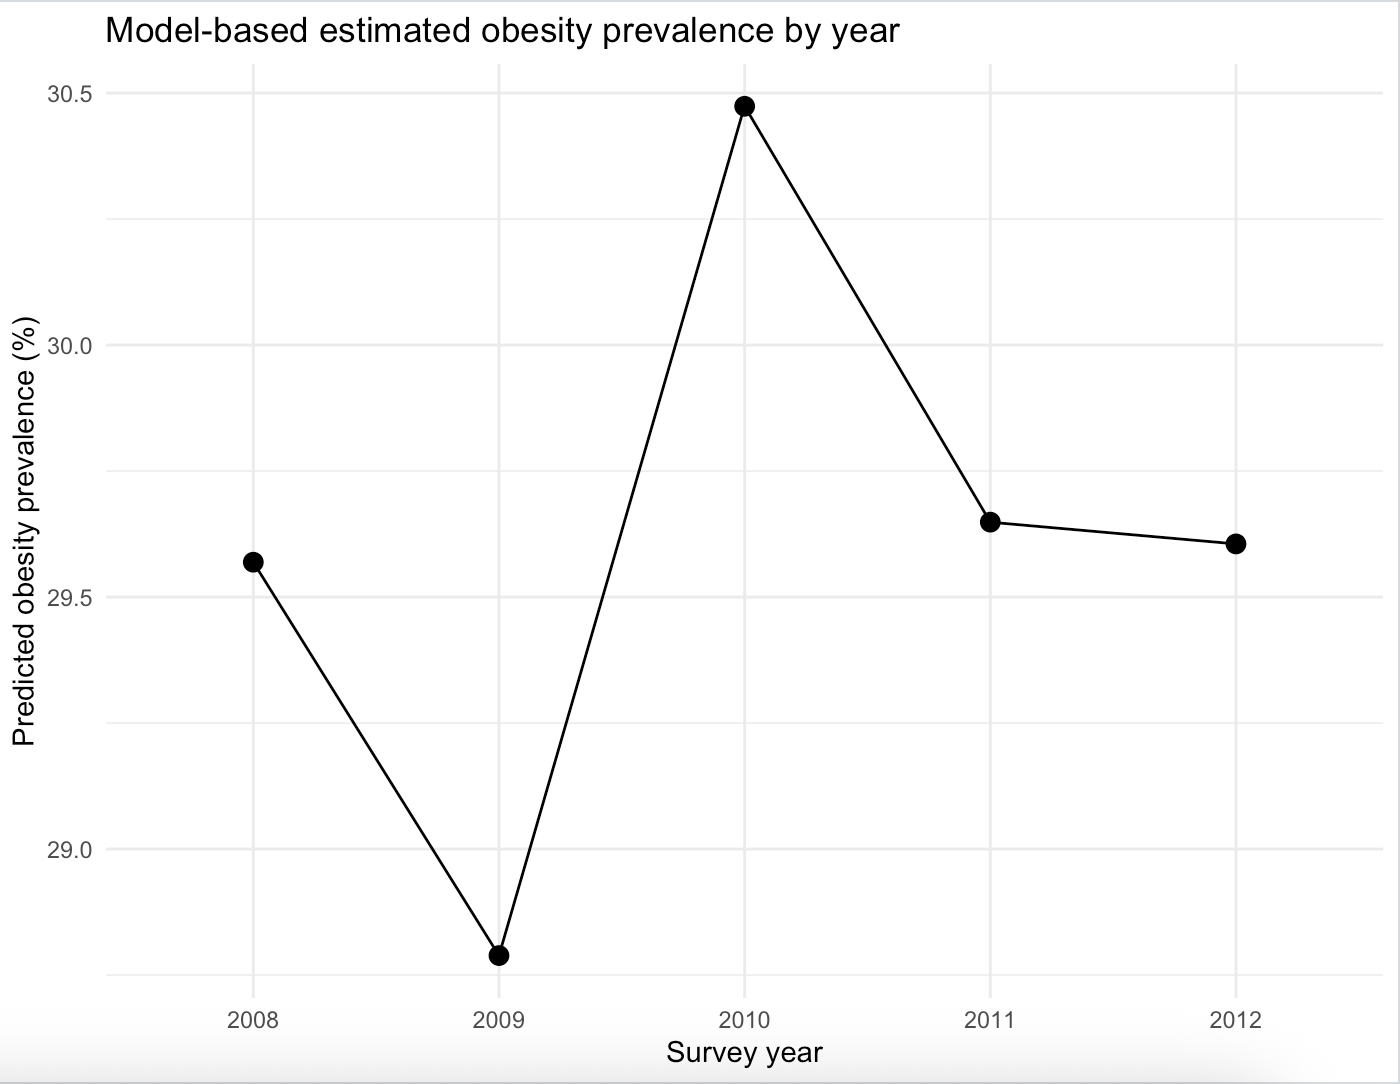 Model-based estimated obesity prevalence by year
Predicted obesity prevalence (%)
30.5
30.0
29.5
29.0
2008 2009 2010 2011 2012
Survey year